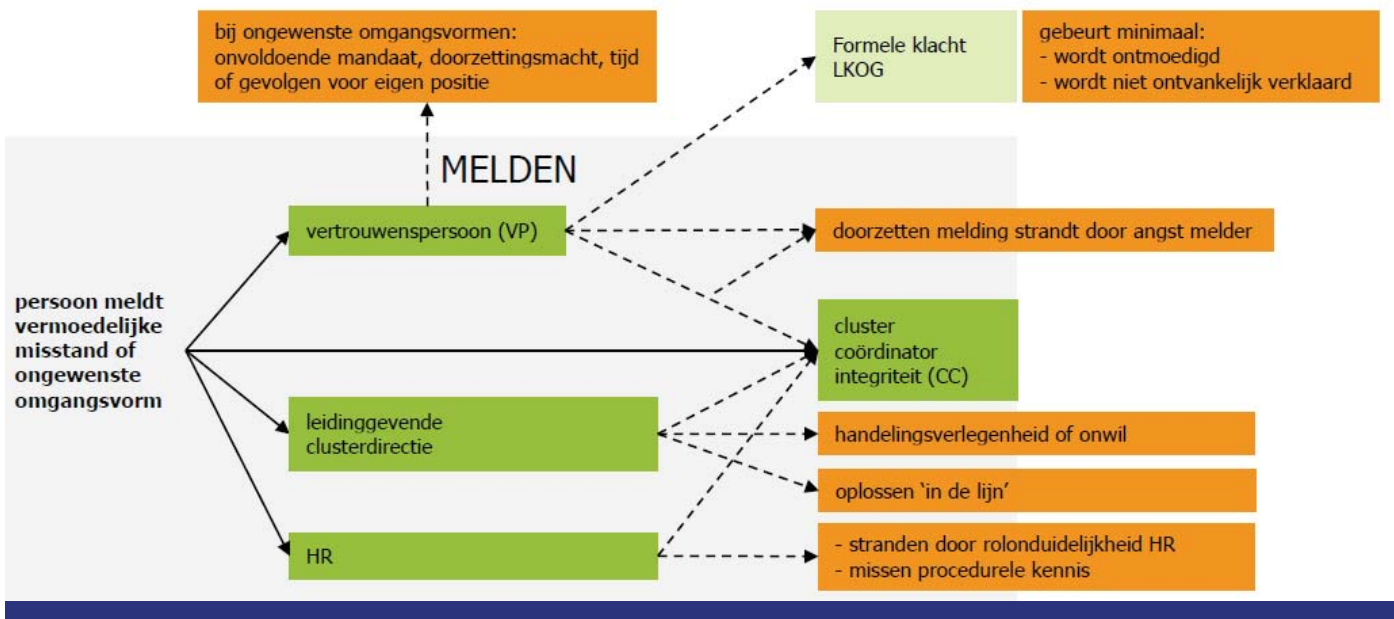 bij ongewenste omgangsvormen:
onvoldoende mandaat, doorzettingsmacht, tijd
of gevolgen voor eigen positie
Formele klacht
LKOG
gebeurt minimaal:
- wordt ontmoedigd
- wordt niet ontvankelijk verklaard
MELDEN
vertrouwenspersoon (VP)
doorzetten melding strandt door angst melder
persoon meldt
vermoedelijke
misstand of
ongewenste
omgangsvorm
cluster
coördinator
integriteit (CC)
leidinggevende
clusterdirectie
handelingsverlegenheid of onwil
oplossen ‘in de lijn’
HR
- stranden door rolonduidelijkheid HR
- missen procedurele kennis